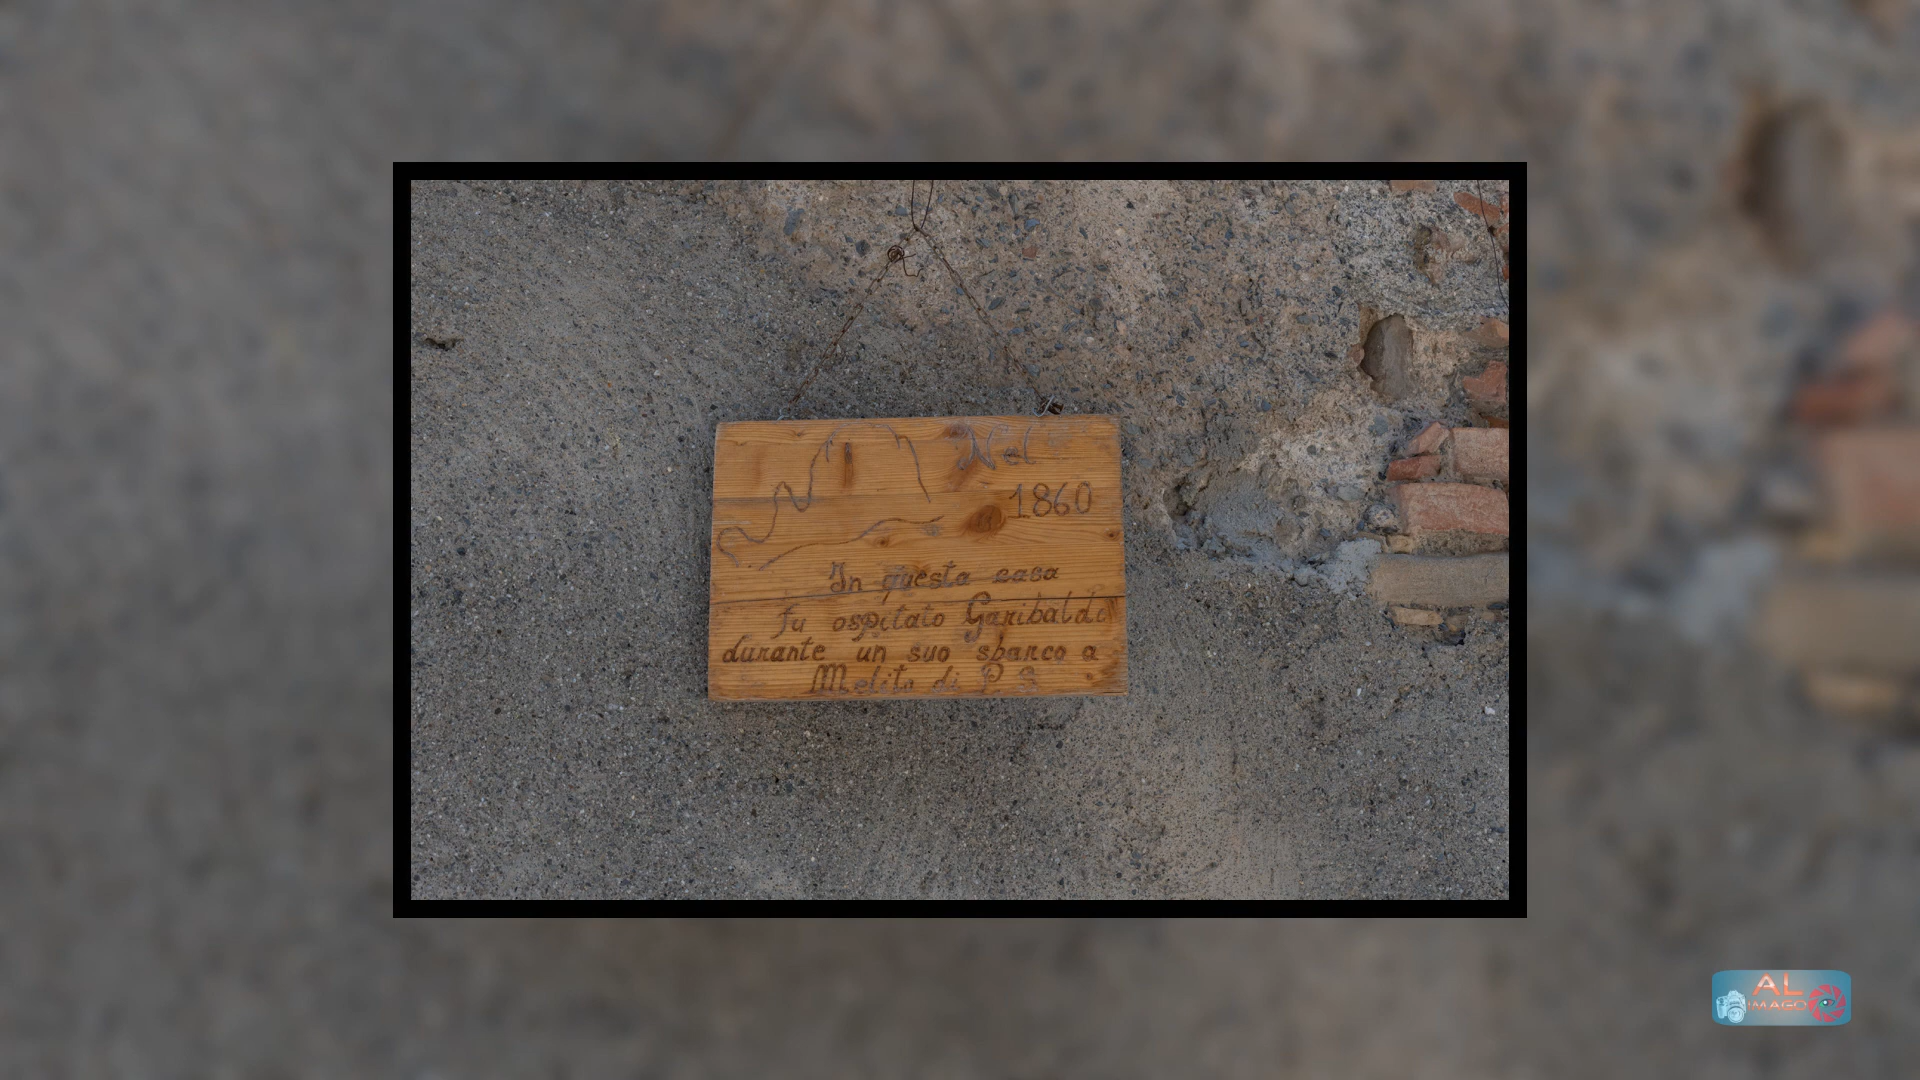 Nel
1860
In questa casa
fu ospitato Garibaldi
durante un suo sbarco a
Melito di P S
AL
IMAGO